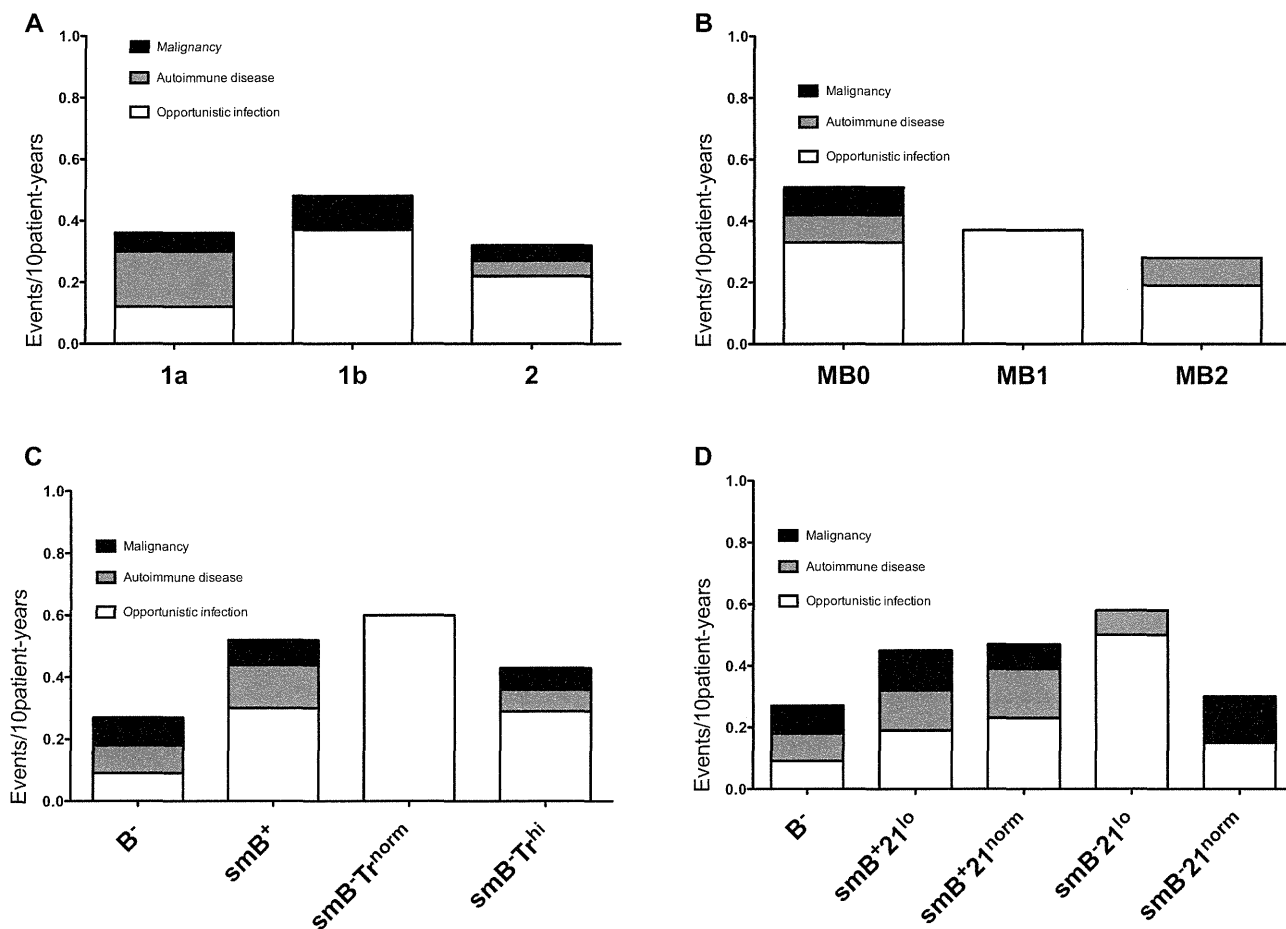 A
Malignancy
Autoimmune disease
Opportunistic infection
Events/10patient-years
1.0
0.8
0.6
0.4
0.2
0.0
1a
1b
2
B
Malignancy
Autoimmune disease
Opportunistic infection
Events/10patient-years
1.0
0.8
0.6
0.4
0.2
0.0
MB0
MB1
MB2
C
Malignancy
Autoimmune disease
Opportunistic infection
Events/10patient-years
1.0
0.8
0.6
0.4
0.2
0.0
B⁻
smB⁺
smB⁻Trⁿᵒʳᵐ
smB⁻Trʰⁱ
D
Malignancy
Autoimmune disease
Opportunistic infection
Events/10patient-years
1.0
0.8
0.6
0.4
0.2
0.0
B⁻
smB⁺21ˡᵒ
smB⁺21ⁿᵒʳᵐ
smB⁻21ˡᵒ
smB⁻21ⁿᵒʳᵐ